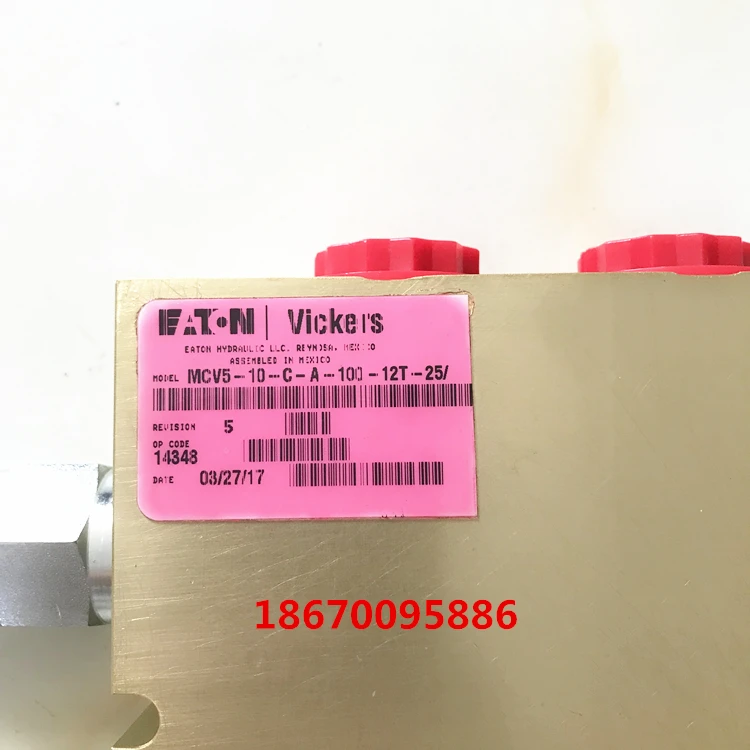 EATON | Vickers
EATON HYDRAULIC LLC. REYNOSA, MEXICO
ASSEMBLED IN MEXICO
MODEL MCV5-10-C-A-100-12T-25/
REVISION 5
OP CODE
14348
DATE 03/27/17
18670095886